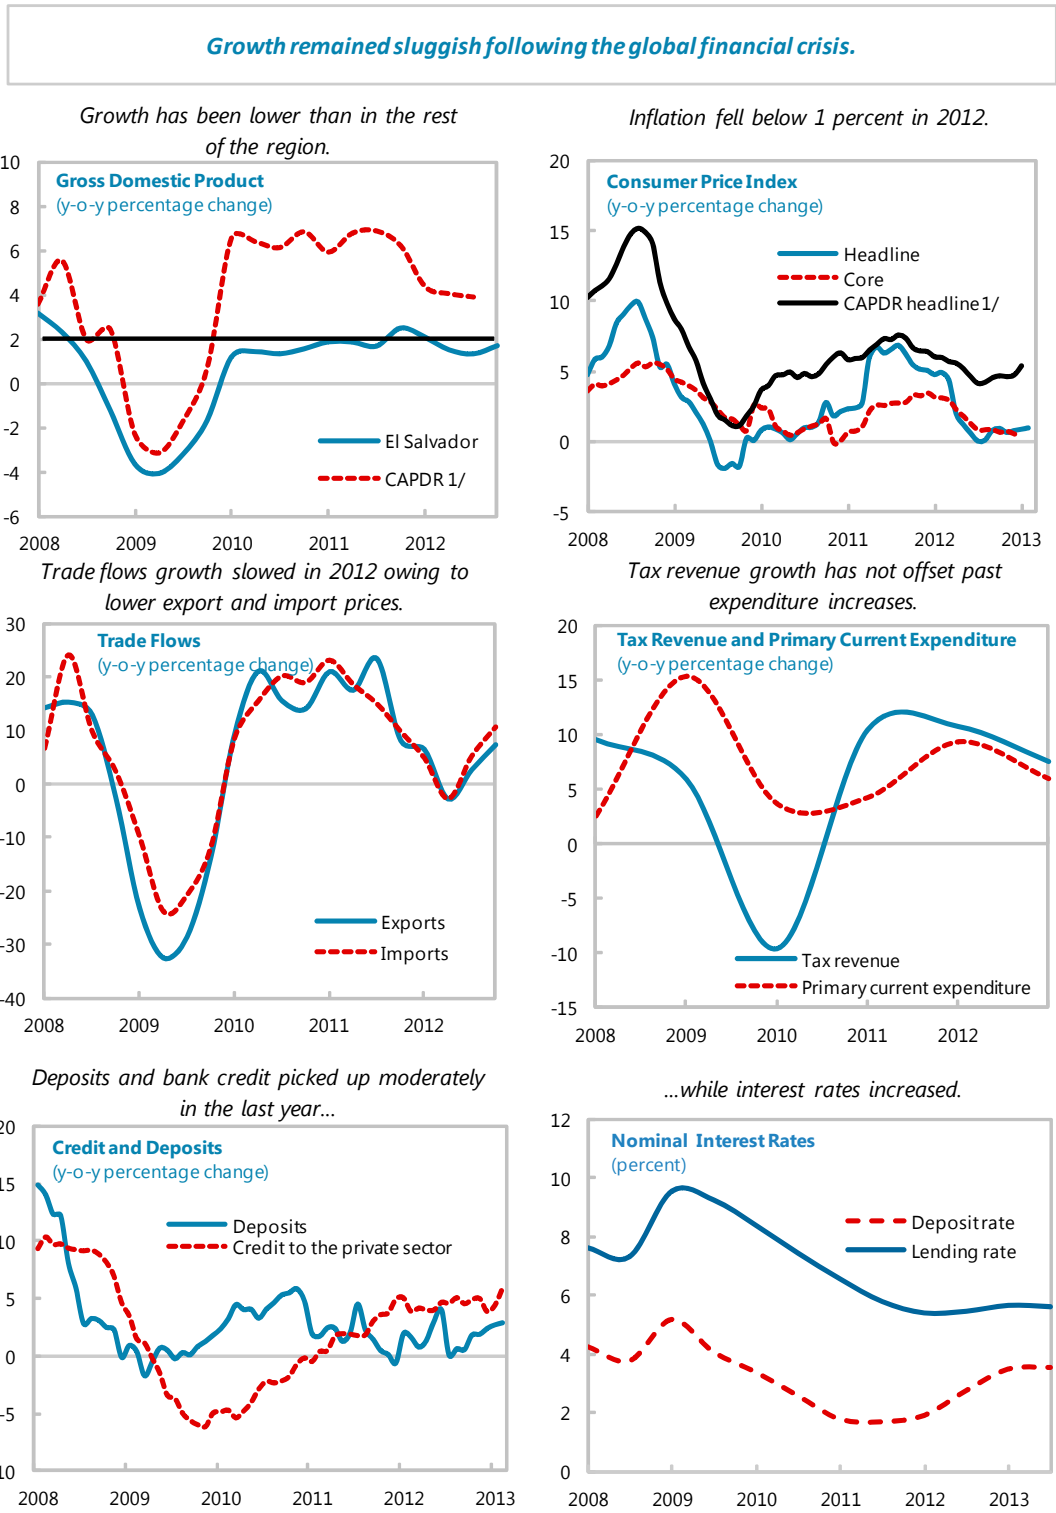 Growth remained sluggish following the global financial crisis.
Growth has been lower than in the rest
of the region.
10
8
6
4
2
0
-2
-4
-6
Gross Domestic Product
(y-o-y percentage change)
El Salvador
CAPDR 1/
2008 2009 2010 2011 2012
Inflation fell below 1 percent in 2012.
20
15
10
5
0
-5
Consumer Price Index
(y-o-y percentage change)
Headline
Core
CAPDR headline 1/
2008 2009 2010 2011 2012 2013
Trade flows growth slowed in 2012 owing to
lower export and import prices.
30
20
10
0
-10
-20
-30
-40
Trade Flows
(y-o-y percentage change)
Exports
Imports
2008 2009 2010 2011 2012
Tax revenue growth has not offset past
expenditure increases.
20
15
10
5
0
-5
-10
-15
Tax Revenue and Primary Current Expenditure
(y-o-y percentage change)
Tax revenue
Primary current expenditure
2008 2009 2010 2011 2012
Deposits and bank credit picked up moderately
in the last year...
20
15
10
5
0
-5
10
Credit and Deposits
(y-o-y percentage change)
Deposits
Credit to the private sector
2008 2009 2010 2011 2012 2013
...while interest rates increased.
12
10
8
6
4
2
0
Nominal Interest Rates
(percent)
Deposit rate
Lending rate
2008 2009 2010 2011 2012 2013